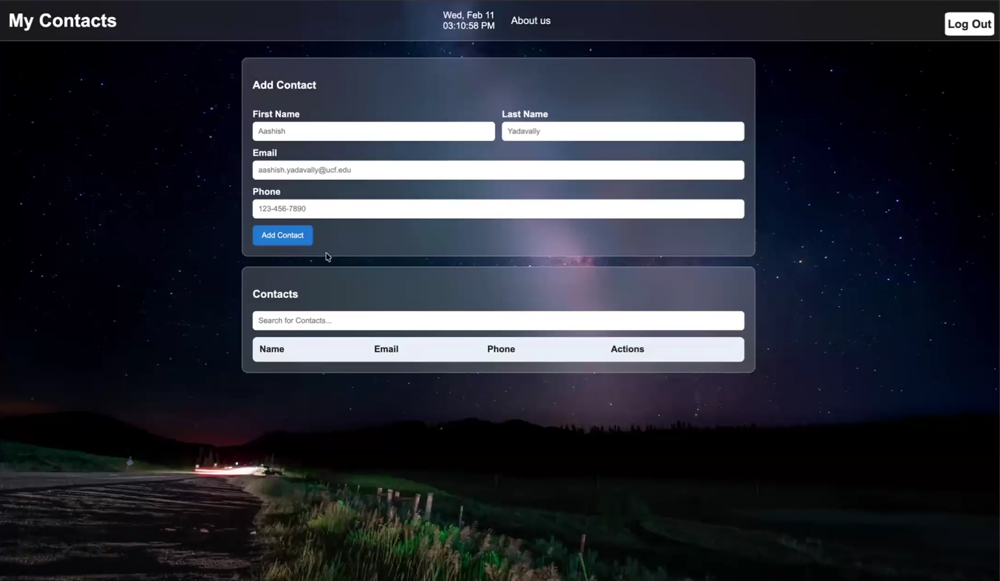 My Contacts
Wed, Feb 11
03:10:58 PM
About us
Log Out
Add Contact
First Name
Last Name
Aashish
Yadavally
Email
aashish.yadavally@ucf.edu
Phone
123-456-7890
Add Contact
Contacts
Search for Contacts...
Name Email Phone Actions